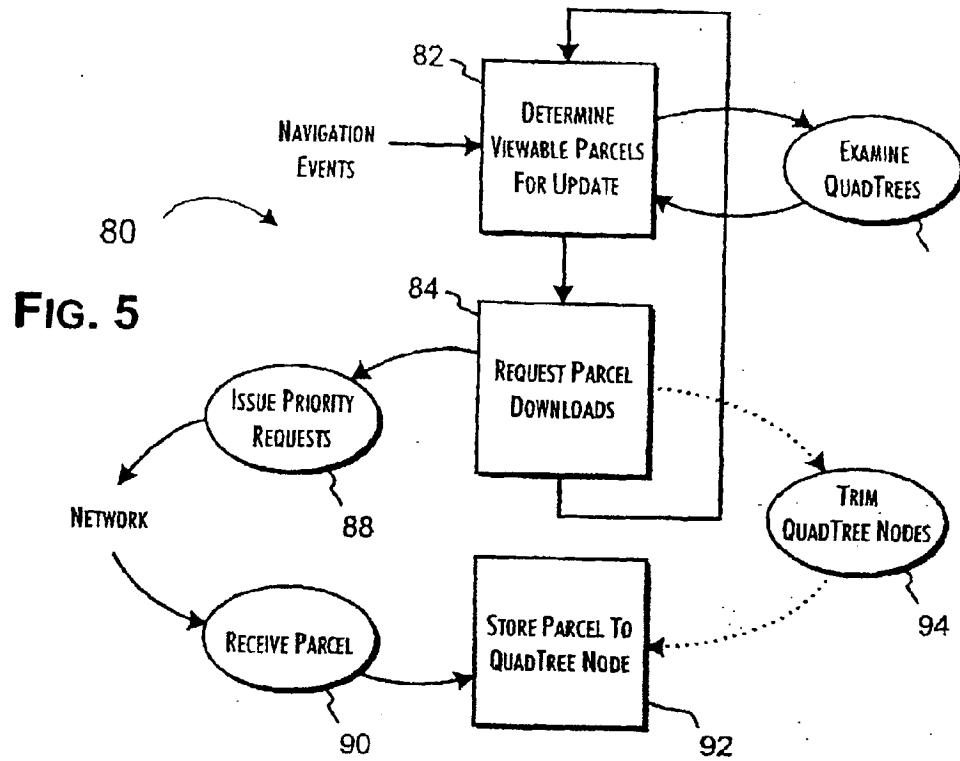 82
DETERMINE
VIEWABLE PARCELS
FOR UPDATE
NAVIGATION
EVENTS
EXAMINE
QUADTREES
80
FIG. 5
84
REQUEST PARCEL
DOWNLOADS
ISSUE PRIORITY
REQUESTS
88
NETWORK
TRIM
QUADTREE NODES
94
RECEIVE PARCEL
90
STORE PARCEL TO
QUADTREE NODE
92